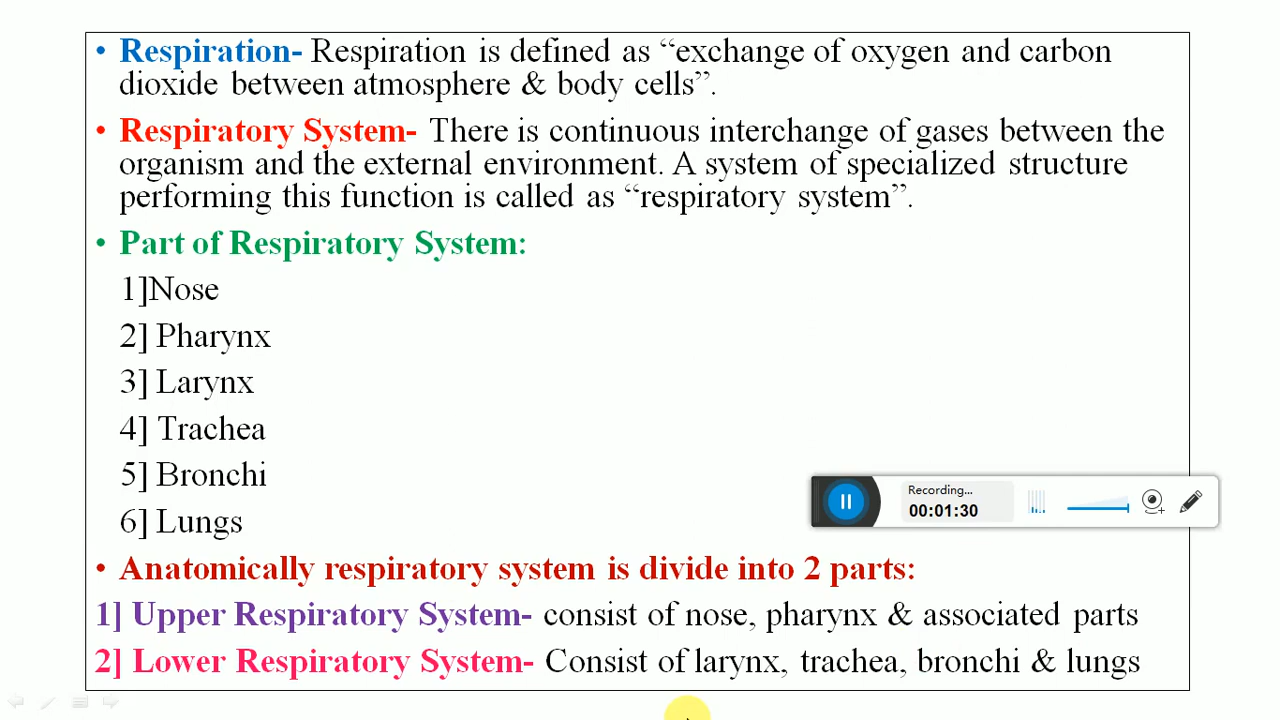 • Respiration- Respiration is defined as “exchange of oxygen and carbon
dioxide between atmosphere & body cells”.
• Respiratory System- There is continuous interchange of gases between the
organism and the external environment. A system of specialized structure
performing this function is called as “respiratory system”.
• Part of Respiratory System:
1]Nose
2] Pharynx
3] Larynx
4] Trachea
5] Bronchi
6] Lungs
Recording...
00:01:30
• Anatomically respiratory system is divide into 2 parts:
1] Upper Respiratory System- consist of nose, pharynx & associated parts
2] Lower Respiratory System- Consist of larynx, trachea, bronchi & lungs